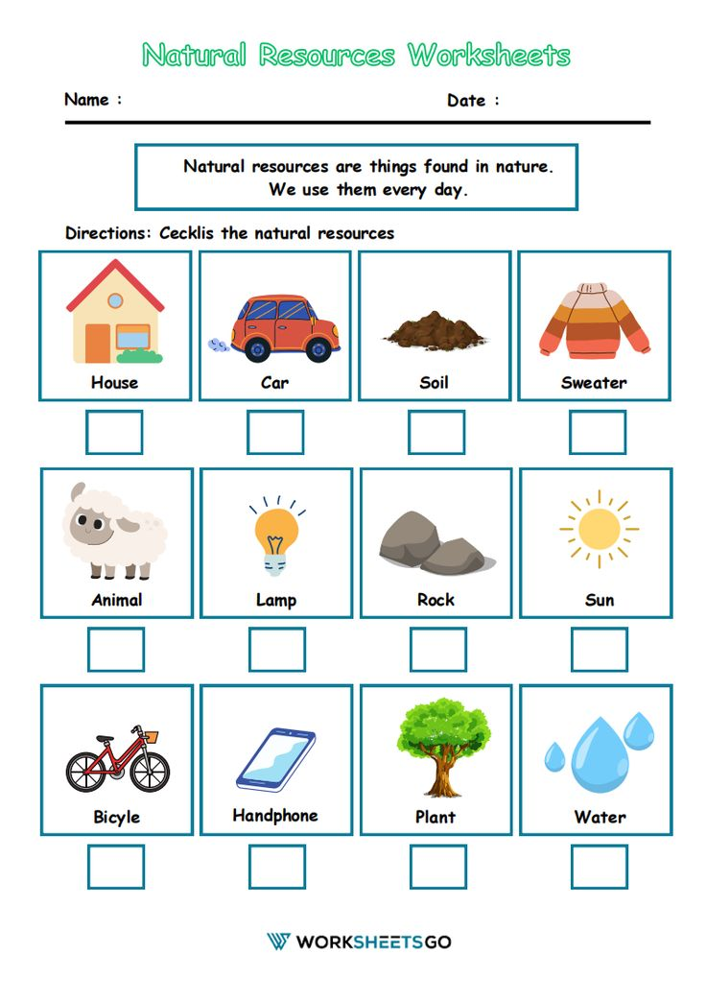 Natural Resources Worksheets
Name : Date :
Natural resources are things found in nature.
We use them every day.
Directions: Cecklis the natural resources
House Car Soil Sweater
Animal Lamp Rock Sun
Bicyle Handphone Plant Water
WORKSHEETSGO